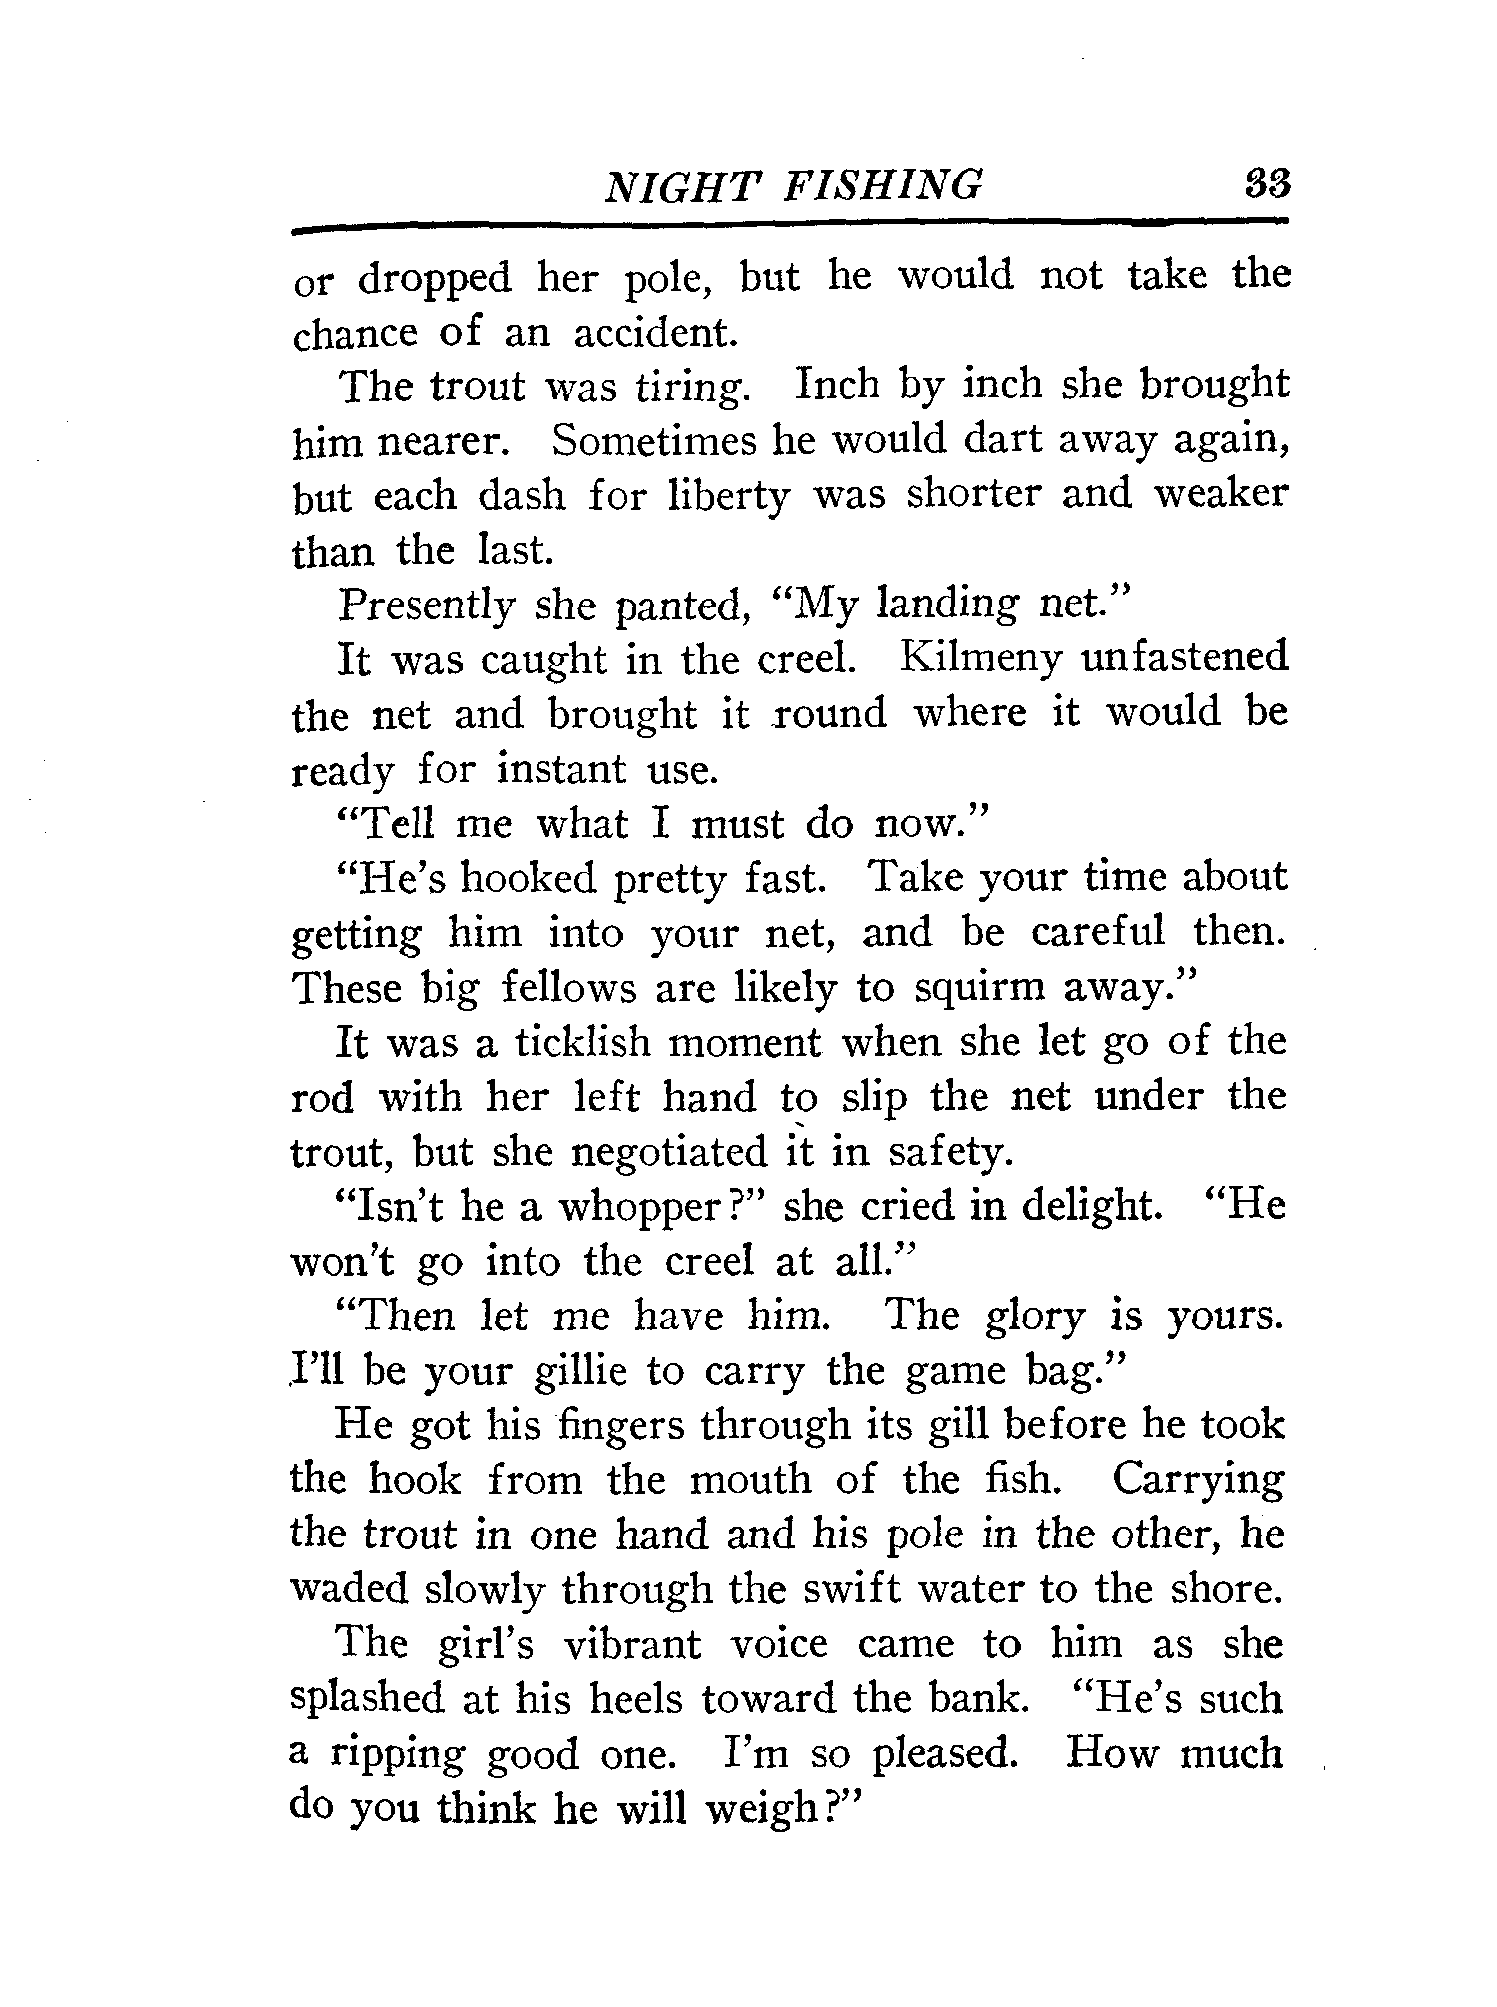 NIGHT FISHING 33
or dropped her pole, but he would not take the
chance of an accident.
The trout was tiring. Inch by inch she brought
him nearer. Sometimes he would dart away again,
but each dash for liberty was shorter and weaker
than the last.
Presently she panted, “My landing net.”
It was caught in the creel. Kilmeny unfastened
the net and brought it round where it would be
ready for instant use.
“Tell me what I must do now.”
“He’s hooked pretty fast. Take your time about
getting him into your net, and be careful then.
These big fellows are likely to squirm away.”
It was a ticklish moment when she let go of the
rod with her left hand to slip the net under the
trout, but she negotiated it in safety.
“Isn’t he a whopper?” she cried in delight. “He
won’t go into the creel at all.”
“Then let me have him. The glory is yours.
I’ll be your gillie to carry the game bag.”
He got his fingers through its gill before he took
the hook from the mouth of the fish. Carrying
the trout in one hand and his pole in the other, he
waded slowly through the swift water to the shore.
The girl’s vibrant voice came to him as she
splashed at his heels toward the bank. “He’s such
a ripping good one. I’m so pleased. How much
do you think he will weigh?”